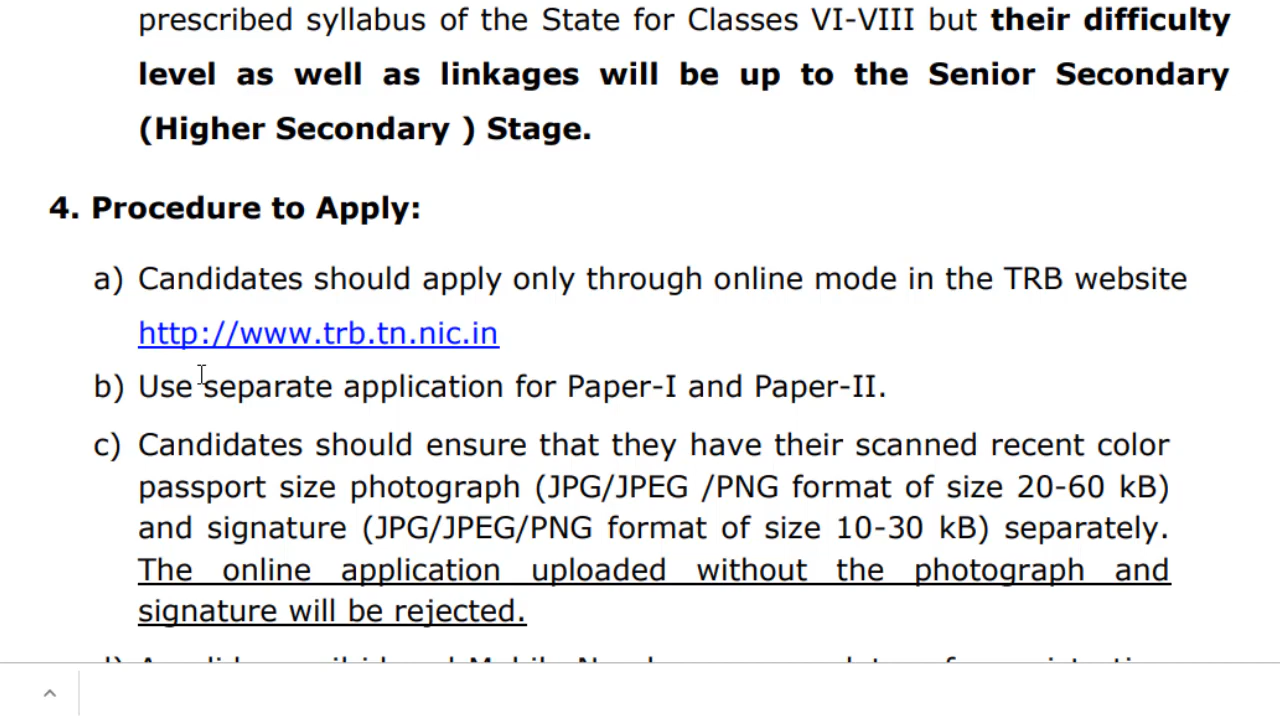 prescribed syllabus of the State for Classes VI-VIII but their difficulty
level as well as linkages will be up to the Senior Secondary
(Higher Secondary ) Stage.
4. Procedure to Apply:
a) Candidates should apply only through online mode in the TRB website
http://www.trb.tn.nic.in
b) Use separate application for Paper-I and Paper-II.
c) Candidates should ensure that they have their scanned recent color
passport size photograph (JPG/JPEG /PNG format of size 20-60 kB)
and signature (JPG/JPEG/PNG format of size 10-30 kB) separately.
The online application uploaded without the photograph and
signature will be rejected.